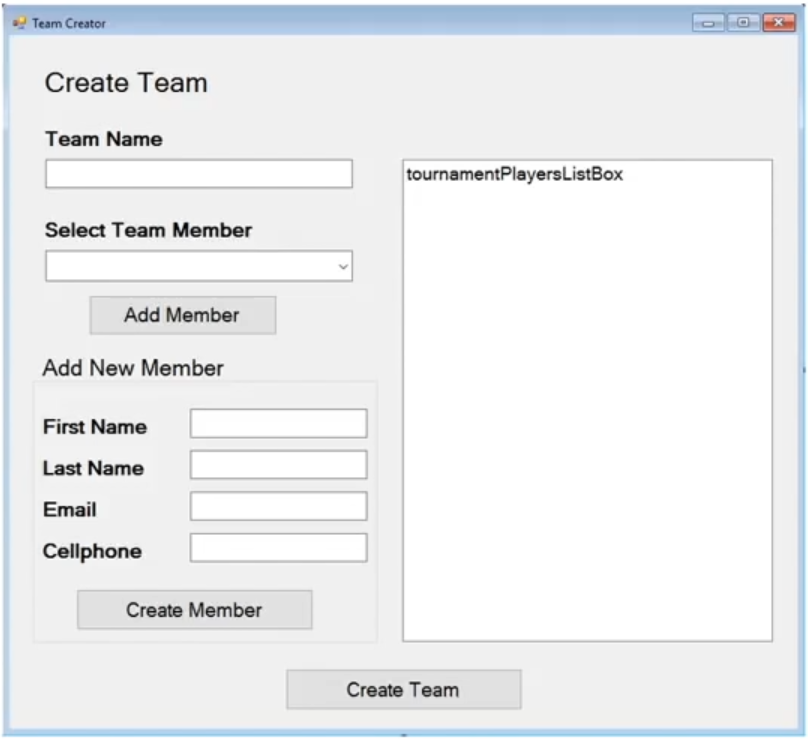 Team Creator
Create Team
Team Name
tournamentPlayersListBox
Select Team Member
Add Member
Add New Member
First Name
Last Name
Email
Cellphone
Create Member
Create Team